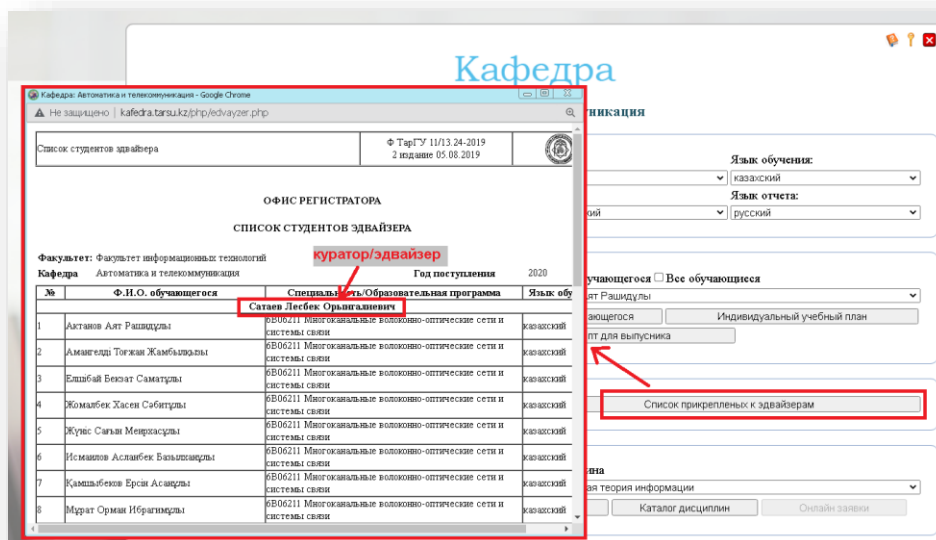 Кафедра
Кафедра: Автоматика и телекоммуникация - Google Chrome
Не защищено | kafedra.tarsu.kz/php/edvayzer.php
Список студентов эдвайзера
Ф ТарГУ 11/13.24-2019
2 издание 05.08.2019
ОФИС РЕГИСТРАТОРА
СПИСОК СТУДЕНТОВ ЭДВАЙЗЕРА
куратор/эдвайзер
Факультет: Факультет информационных технологий
Кафедра Автоматика и телекоммуникация Год поступления 2020
№ Ф.И.О. обучающегося Специальность/Образовательная программа Язык обу
Сатаев Лесбек Орынгалиевич
1 Актанов Аят Рашидұлы 6В06211 Многоканальные волоконно-оптические сети и системы связи казахский
2 Амангелді Тоғжан Жамбылқызы 6В06211 Многоканальные волоконно-оптические сети и системы связи казахский
3 Елшібай Бекзат Саматұлы 6В06211 Многоканальные волоконно-оптические сети и системы связи казахский
4 Жомалбек Хасен Сәбитұлы 6В06211 Многоканальные волоконно-оптические сети и системы связи казахский
5 Жүніс Сағын Меирхасұлы 6В06211 Многоканальные волоконно-оптические сети и системы связи казахский
6 Исмаилов Асланбек Базылханұлы 6В06211 Многоканальные волоконно-оптические сети и системы связи казахский
7 Қамшыбеков Ерсін Асанұлы 6В06211 Многоканальные волоконно-оптические сети и системы связи казахский
8 Мұрат Орман Ибрагимұлы 6В06211 Многоканальные волоконно-оптические сети и системы связи казахский
никация
Язык обучения:
казахский
Язык отчета:
кий
русский
учающегося Все обучающиеся
ят Рашидұлы
ающегося
Индивидуальный учебный план
пт для выпусника
Список прикрепленых к эдвайзерам
ина
ая теория информации
Каталог дисциплин
Онлайн заявки